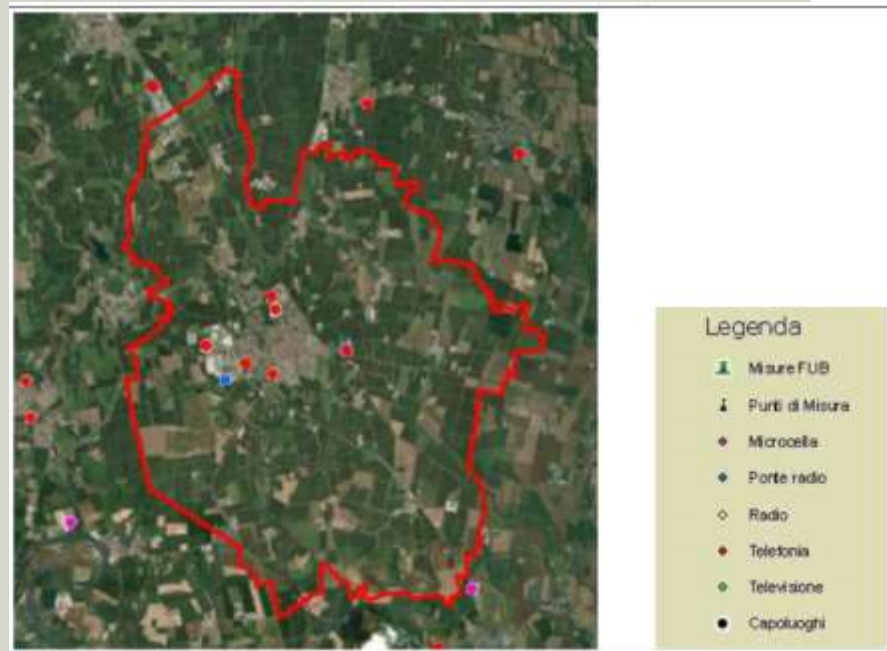 Legenda
Misure FUB
Punti di Misura
Microcella
Ponte radio
Radio
Telefonia
Televisione
Capoluoghi